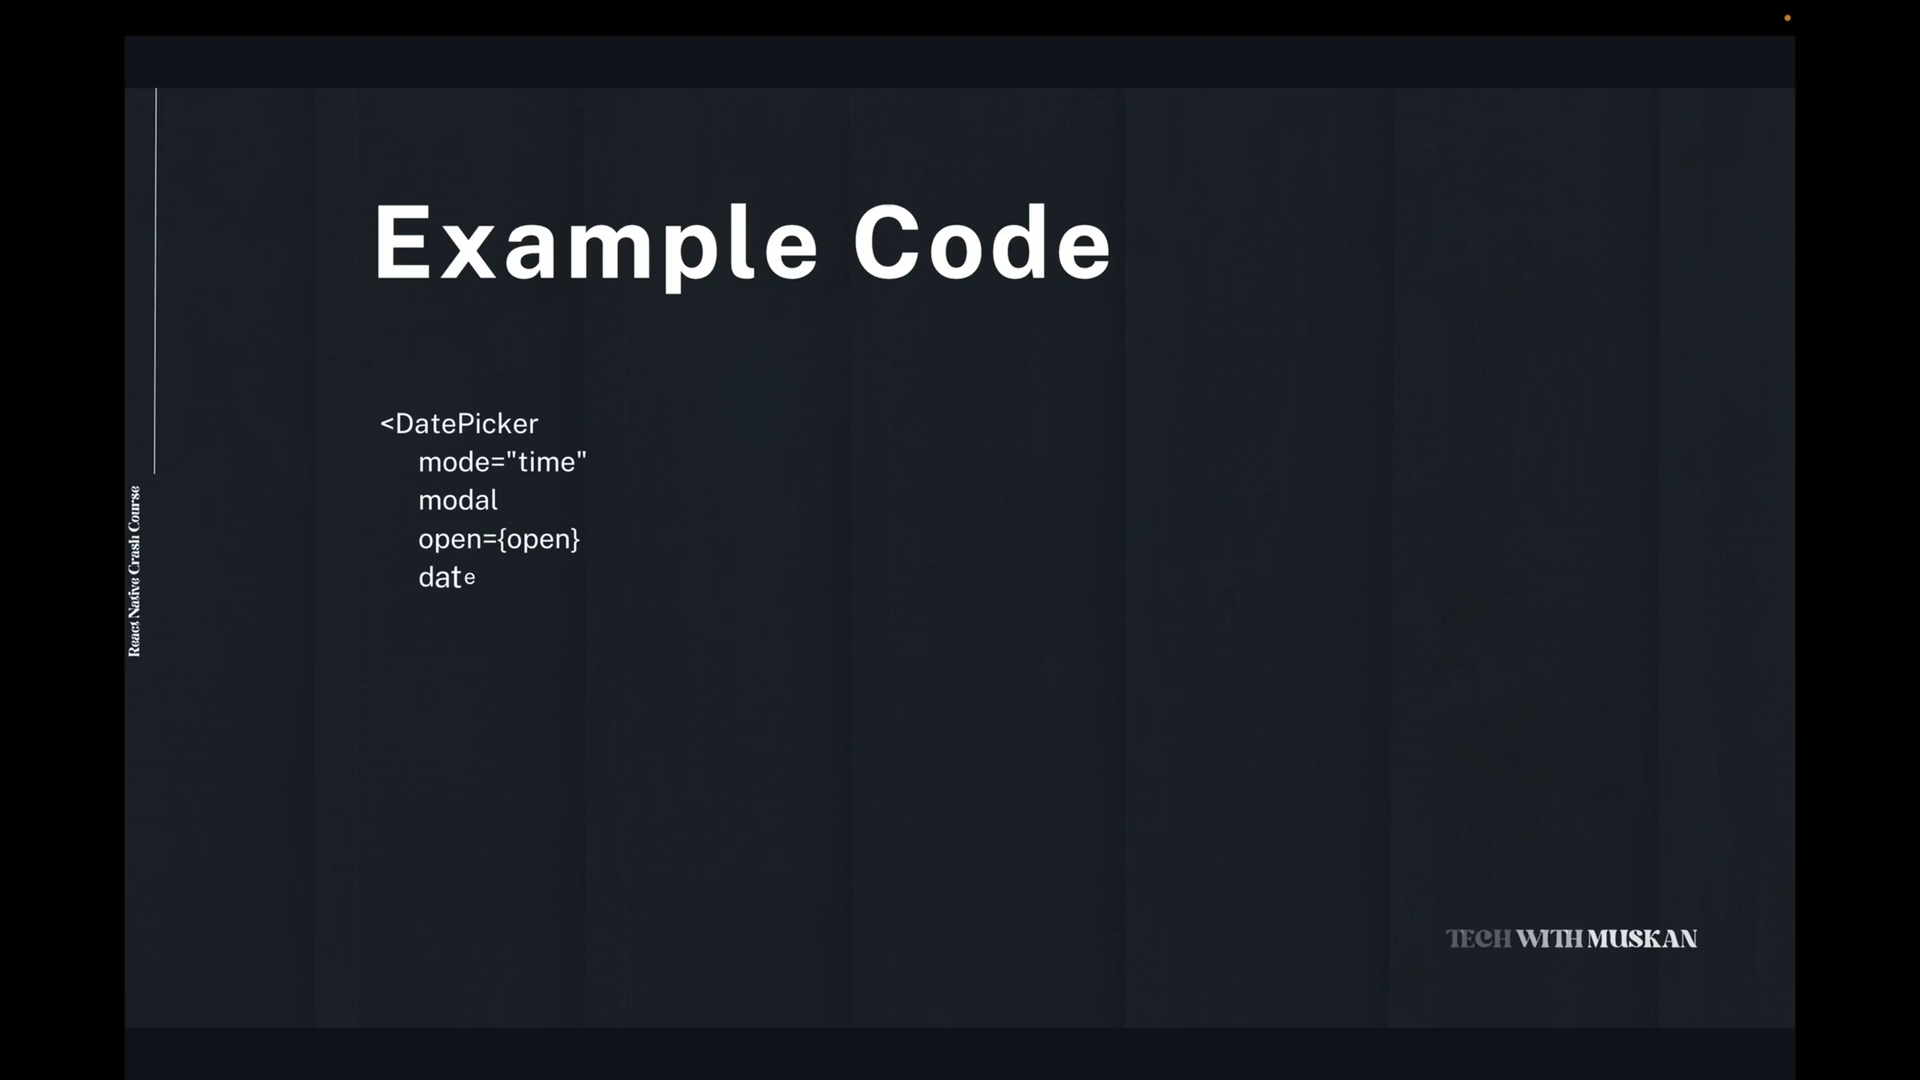 Example Code
<DatePicker
mode="time"
modal
open={open}
date
React Native Crash Course
TECH WITH MUSKAN